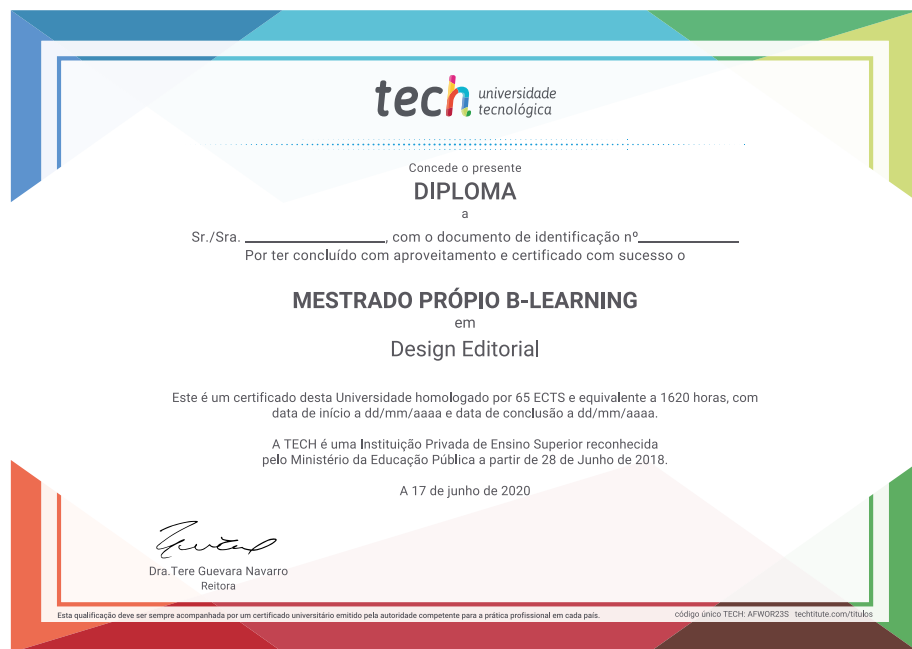 tech universidade
tecnológica
Concede o presente
DIPLOMA
a
Sr./Sra. ____________________, com o documento de identificação nº______________
Por ter concluído com aproveitamento e certificado com sucesso o
MESTRADO PRÓPIO B-LEARNING
em
Design Editorial
Este é um certificado desta Universidade homologado por 65 ECTS e equivalente a 1620 horas, com
data de início a dd/mm/aaaa e data de conclusão a dd/mm/aaaa.
A TECH é uma Instituição Privada de Ensino Superior reconhecida
pelo Ministério da Educação Pública a partir de 28 de Junho de 2018.
A 17 de junho de 2020
Dra.Tere Guevara Navarro
Reitora
Esta qualificação deve ser sempre acompanhada por um certificado universitário emitido pela autoridade competente para a prática profissional em cada país.
código único TECH: AFWOR23S techtitute.com/titulos